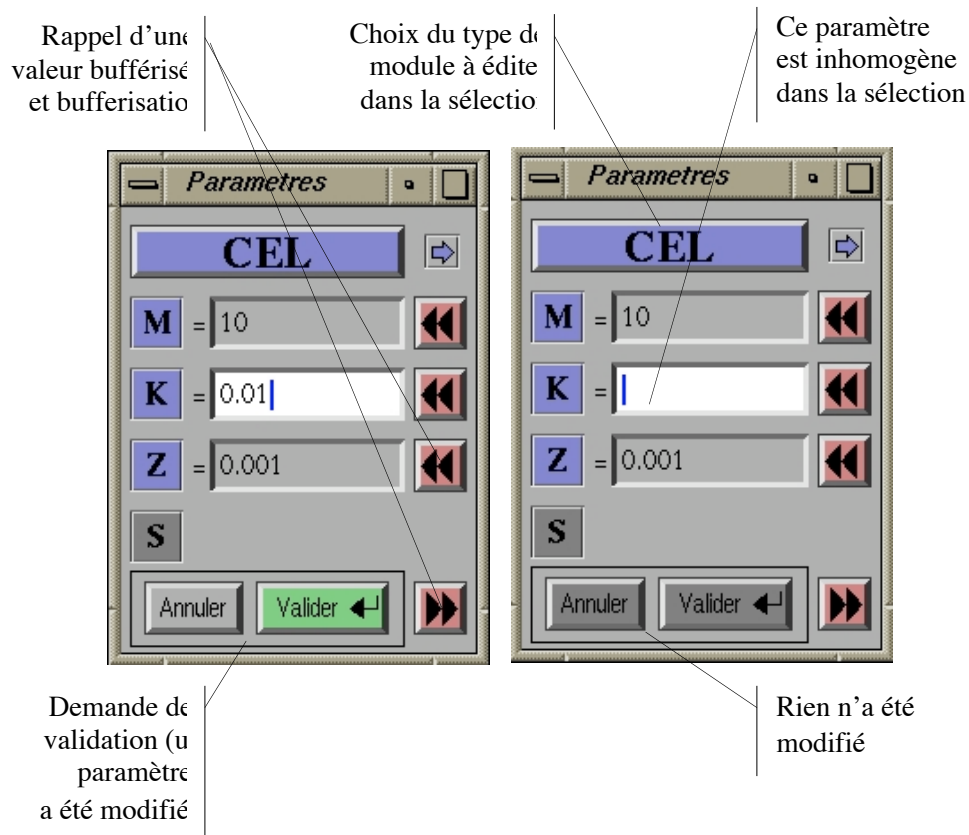 Rappel d'une
valeur bufférisé
et bufferisatio
Choix du type de
module à édite
dans la sélectio
Ce paramètre
est inhomogène
dans la sélection
Parametres
CEL
M = 10
K = 0.01
Z = 0.001
S
Annuler Valider
Parametres
CEL
M = 10
K =
Z = 0.001
S
Annuler Valider
Demande de
validation (u
paramètre
a été modifié
Rien n'a été
modifié